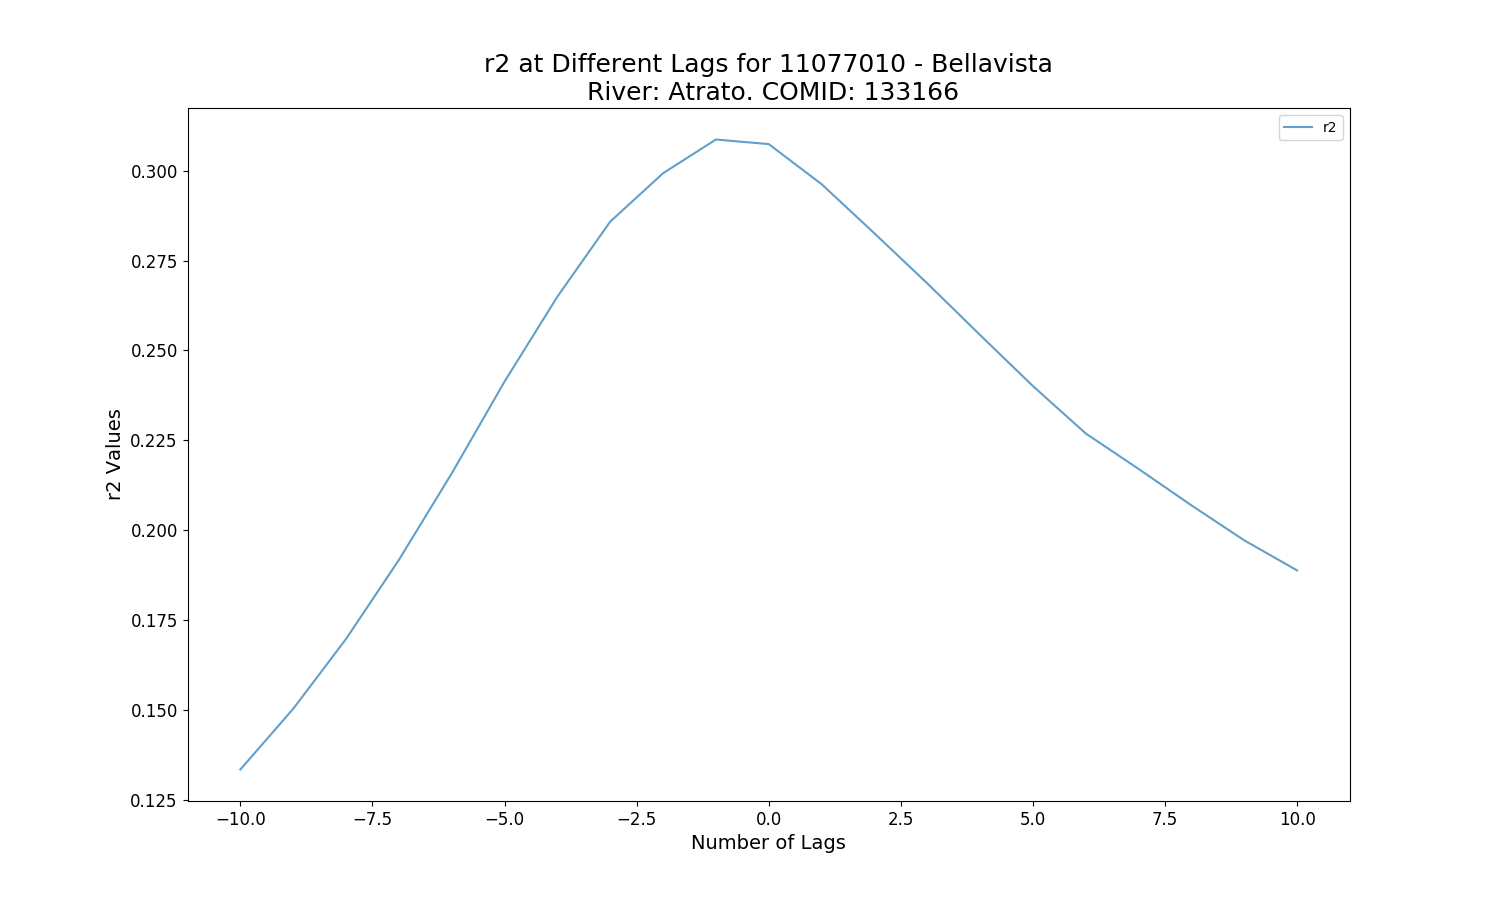 r2 at Different Lags for 11077010 - Bellavista
River: Atrato. COMID: 133166
r2
0.300
0.275
0.250
0.225
0.200
0.175
0.150
0.125
r2 Values
−10.0 −7.5 −5.0 −2.5 0.0 2.5 5.0 7.5 10.0
Number of Lags